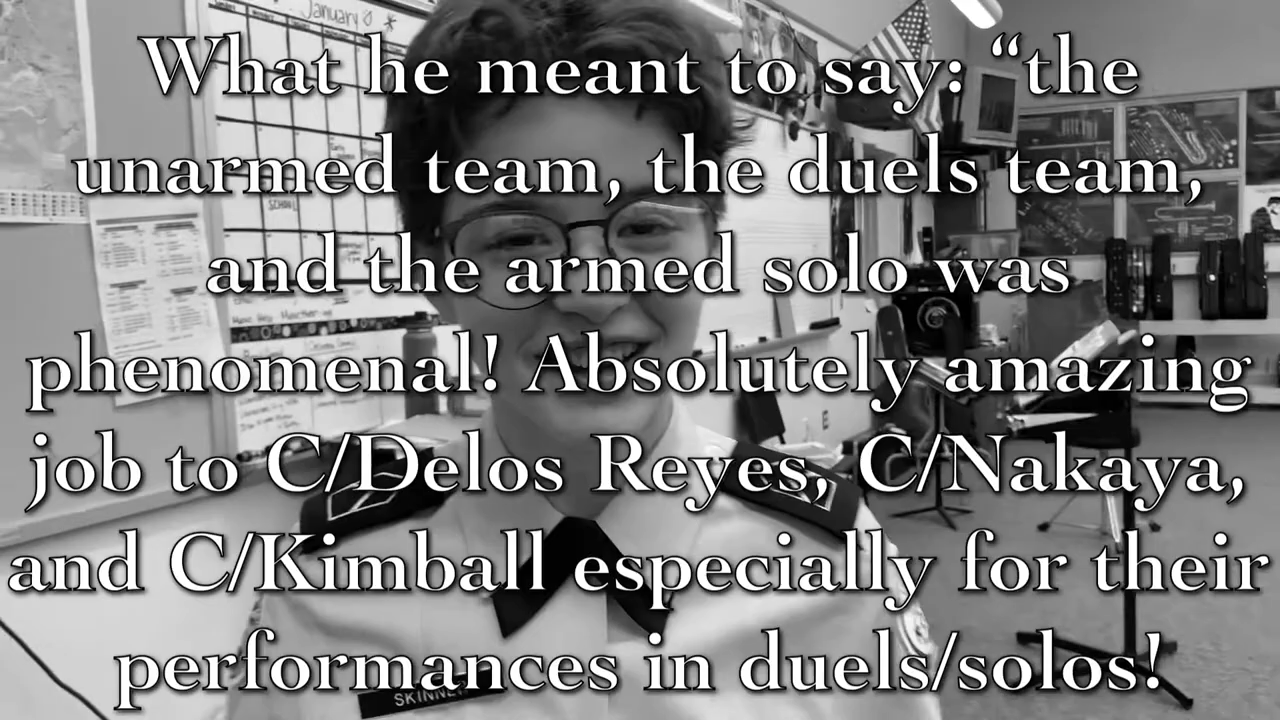 January
What he meant to say: “the
unarmed team, the duels team,
and the armed solo was
phenomenal! Absolutely amazing
job to C/Delos Reyes, C/Nakaya,
and C/Kimball especially for their
performances in duels/solos!